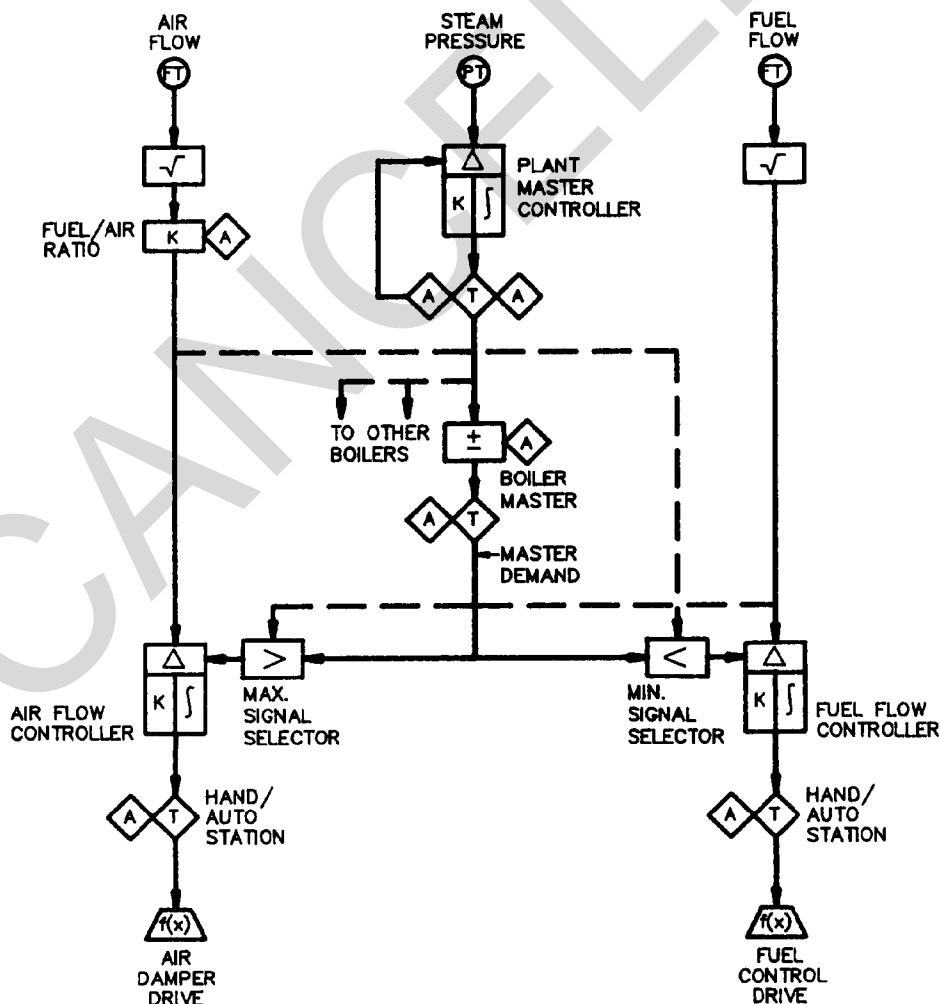 AIR
FLOW
STEAM
PRESSURE
FUEL
FLOW
FT
PT
FT
√
Δ
K ∫
PLANT
MASTER
CONTROLLER
√
FUEL/AIR
RATIO
K
A
A
T
A
TO OTHER
BOILERS
±
A
BOILER
MASTER
A
T
MASTER
DEMAND
Δ
K ∫
AIR FLOW
CONTROLLER
>
MAX.
SIGNAL
SELECTOR
<
MIN.
SIGNAL
SELECTOR
Δ
K ∫
FUEL FLOW
CONTROLLER
A
T
HAND/
AUTO
STATION
A
T
HAND/
AUTO
STATION
f(x)
AIR
DAMPER
DRIVE
f(x)
FUEL
CONTROL
DRIVE
CANCEL